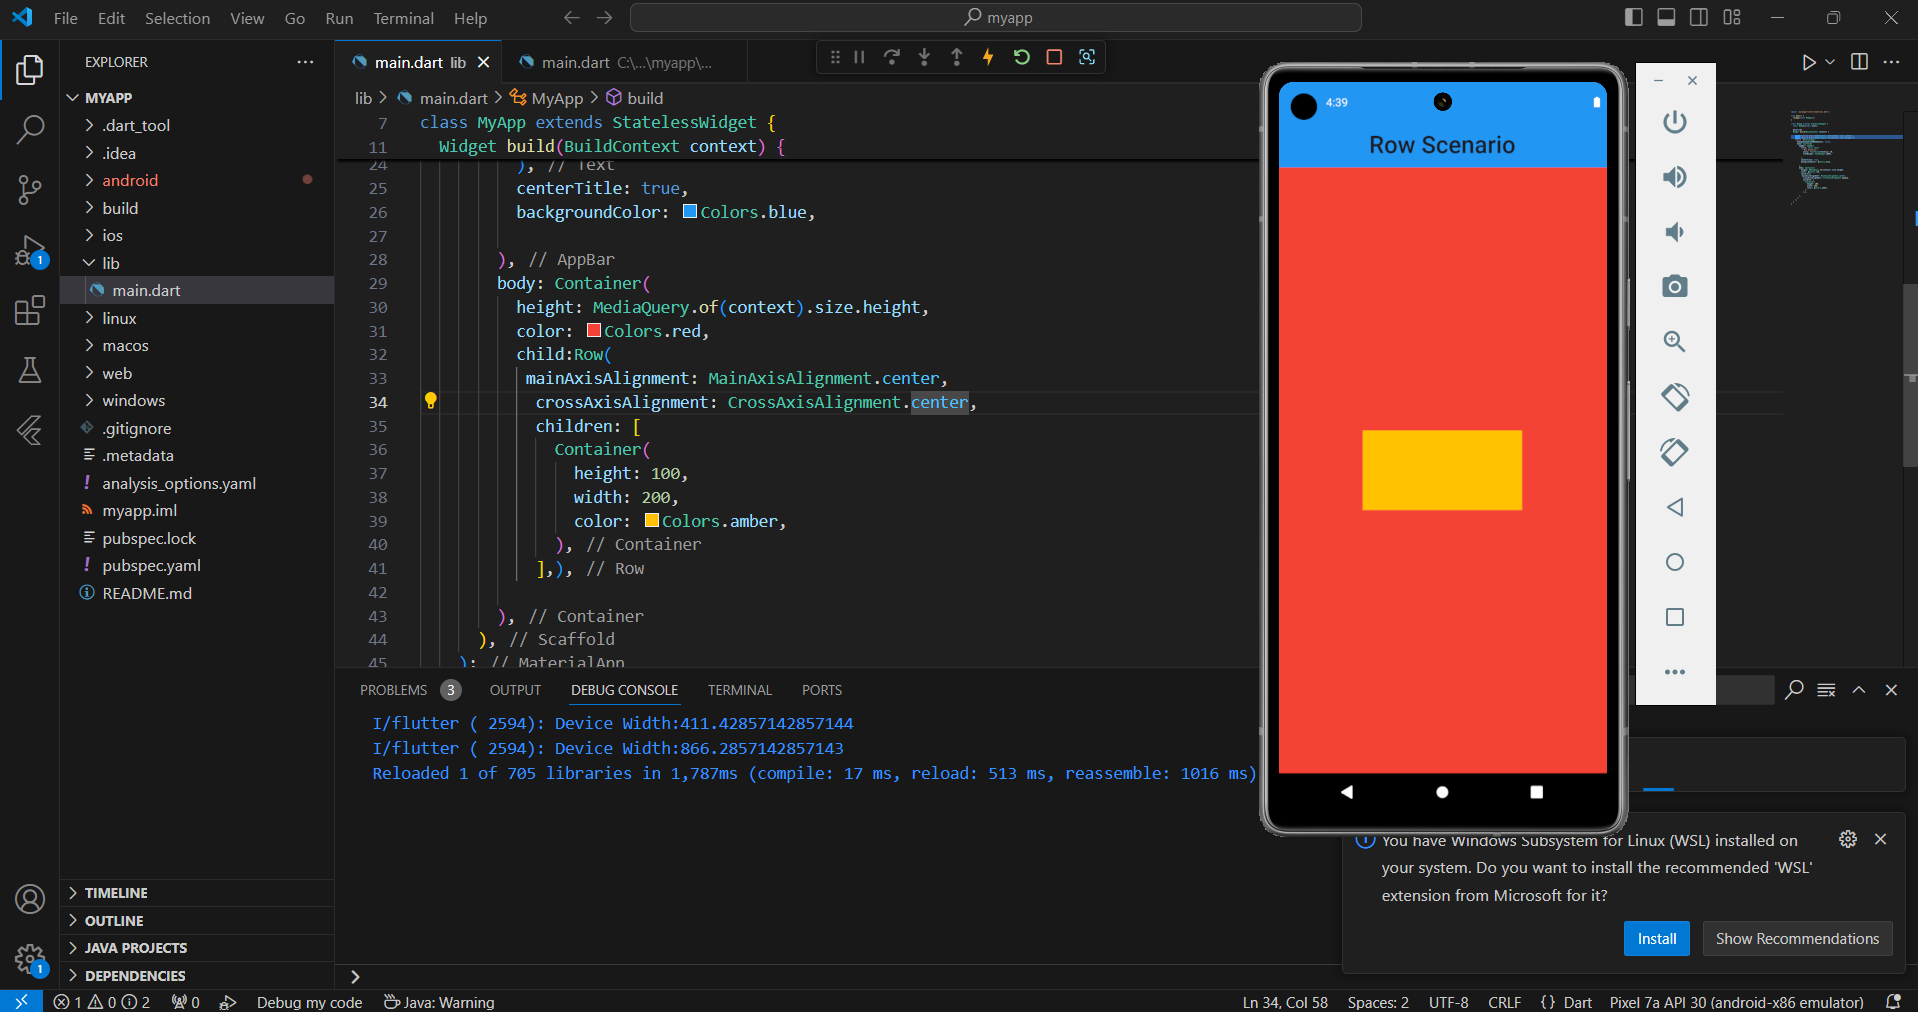 File Edit Selection View Go Run Terminal Help
myapp
EXPLORER
MYAPP
.dart_tool
.idea
android
build
ios
lib
main.dart
linux
macos
web
windows
.gitignore
.metadata
analysis_options.yaml
myapp.iml
pubspec.lock
pubspec.yaml
README.md
TIMELINE
OUTLINE
JAVA PROJECTS
DEPENDENCIES
1
1
main.dart lib
main.dart C:\...\myapp\...
lib > main.dart > MyApp > build
7 class MyApp extends StatelessWidget {
11 Widget build(BuildContext context) {
24 ), // Text
25 centerTitle: true,
26 backgroundColor: Colors.blue,
27
28 ), // AppBar
29 body: Container(
30 height: MediaQuery.of(context).size.height,
31 color: Colors.red,
32 child:Row(
33 mainAxisAlignment: MainAxisAlignment.center,
34 crossAxisAlignment: CrossAxisAlignment.center,
35 children: [
36 Container(
37 height: 100,
38 width: 200,
39 color: Colors.amber,
40 ), // Container
41 ],), // Row
42
43 ), // Container
44 ), // Scaffold
45 ); // MaterialApp
4:39
Row Scenario
PROBLEMS 3 OUTPUT DEBUG CONSOLE TERMINAL PORTS
I/flutter ( 2594): Device Width:411.42857142857144
I/flutter ( 2594): Device Width:866.2857142857143
Reloaded 1 of 705 libraries in 1,787ms (compile: 17 ms, reload: 513 ms, reassemble: 1016 ms)
You have Windows Subsystem for Linux (WSL) installed on
your system. Do you want to install the recommended 'WSL'
extension from Microsoft for it?
Install Show Recommendations
1 0 2 0 Debug my code Java: Warning Ln 34, Col 58 Spaces: 2 UTF-8 CRLF {} Dart Pixel 7a API 30 (android-x86 emulator)